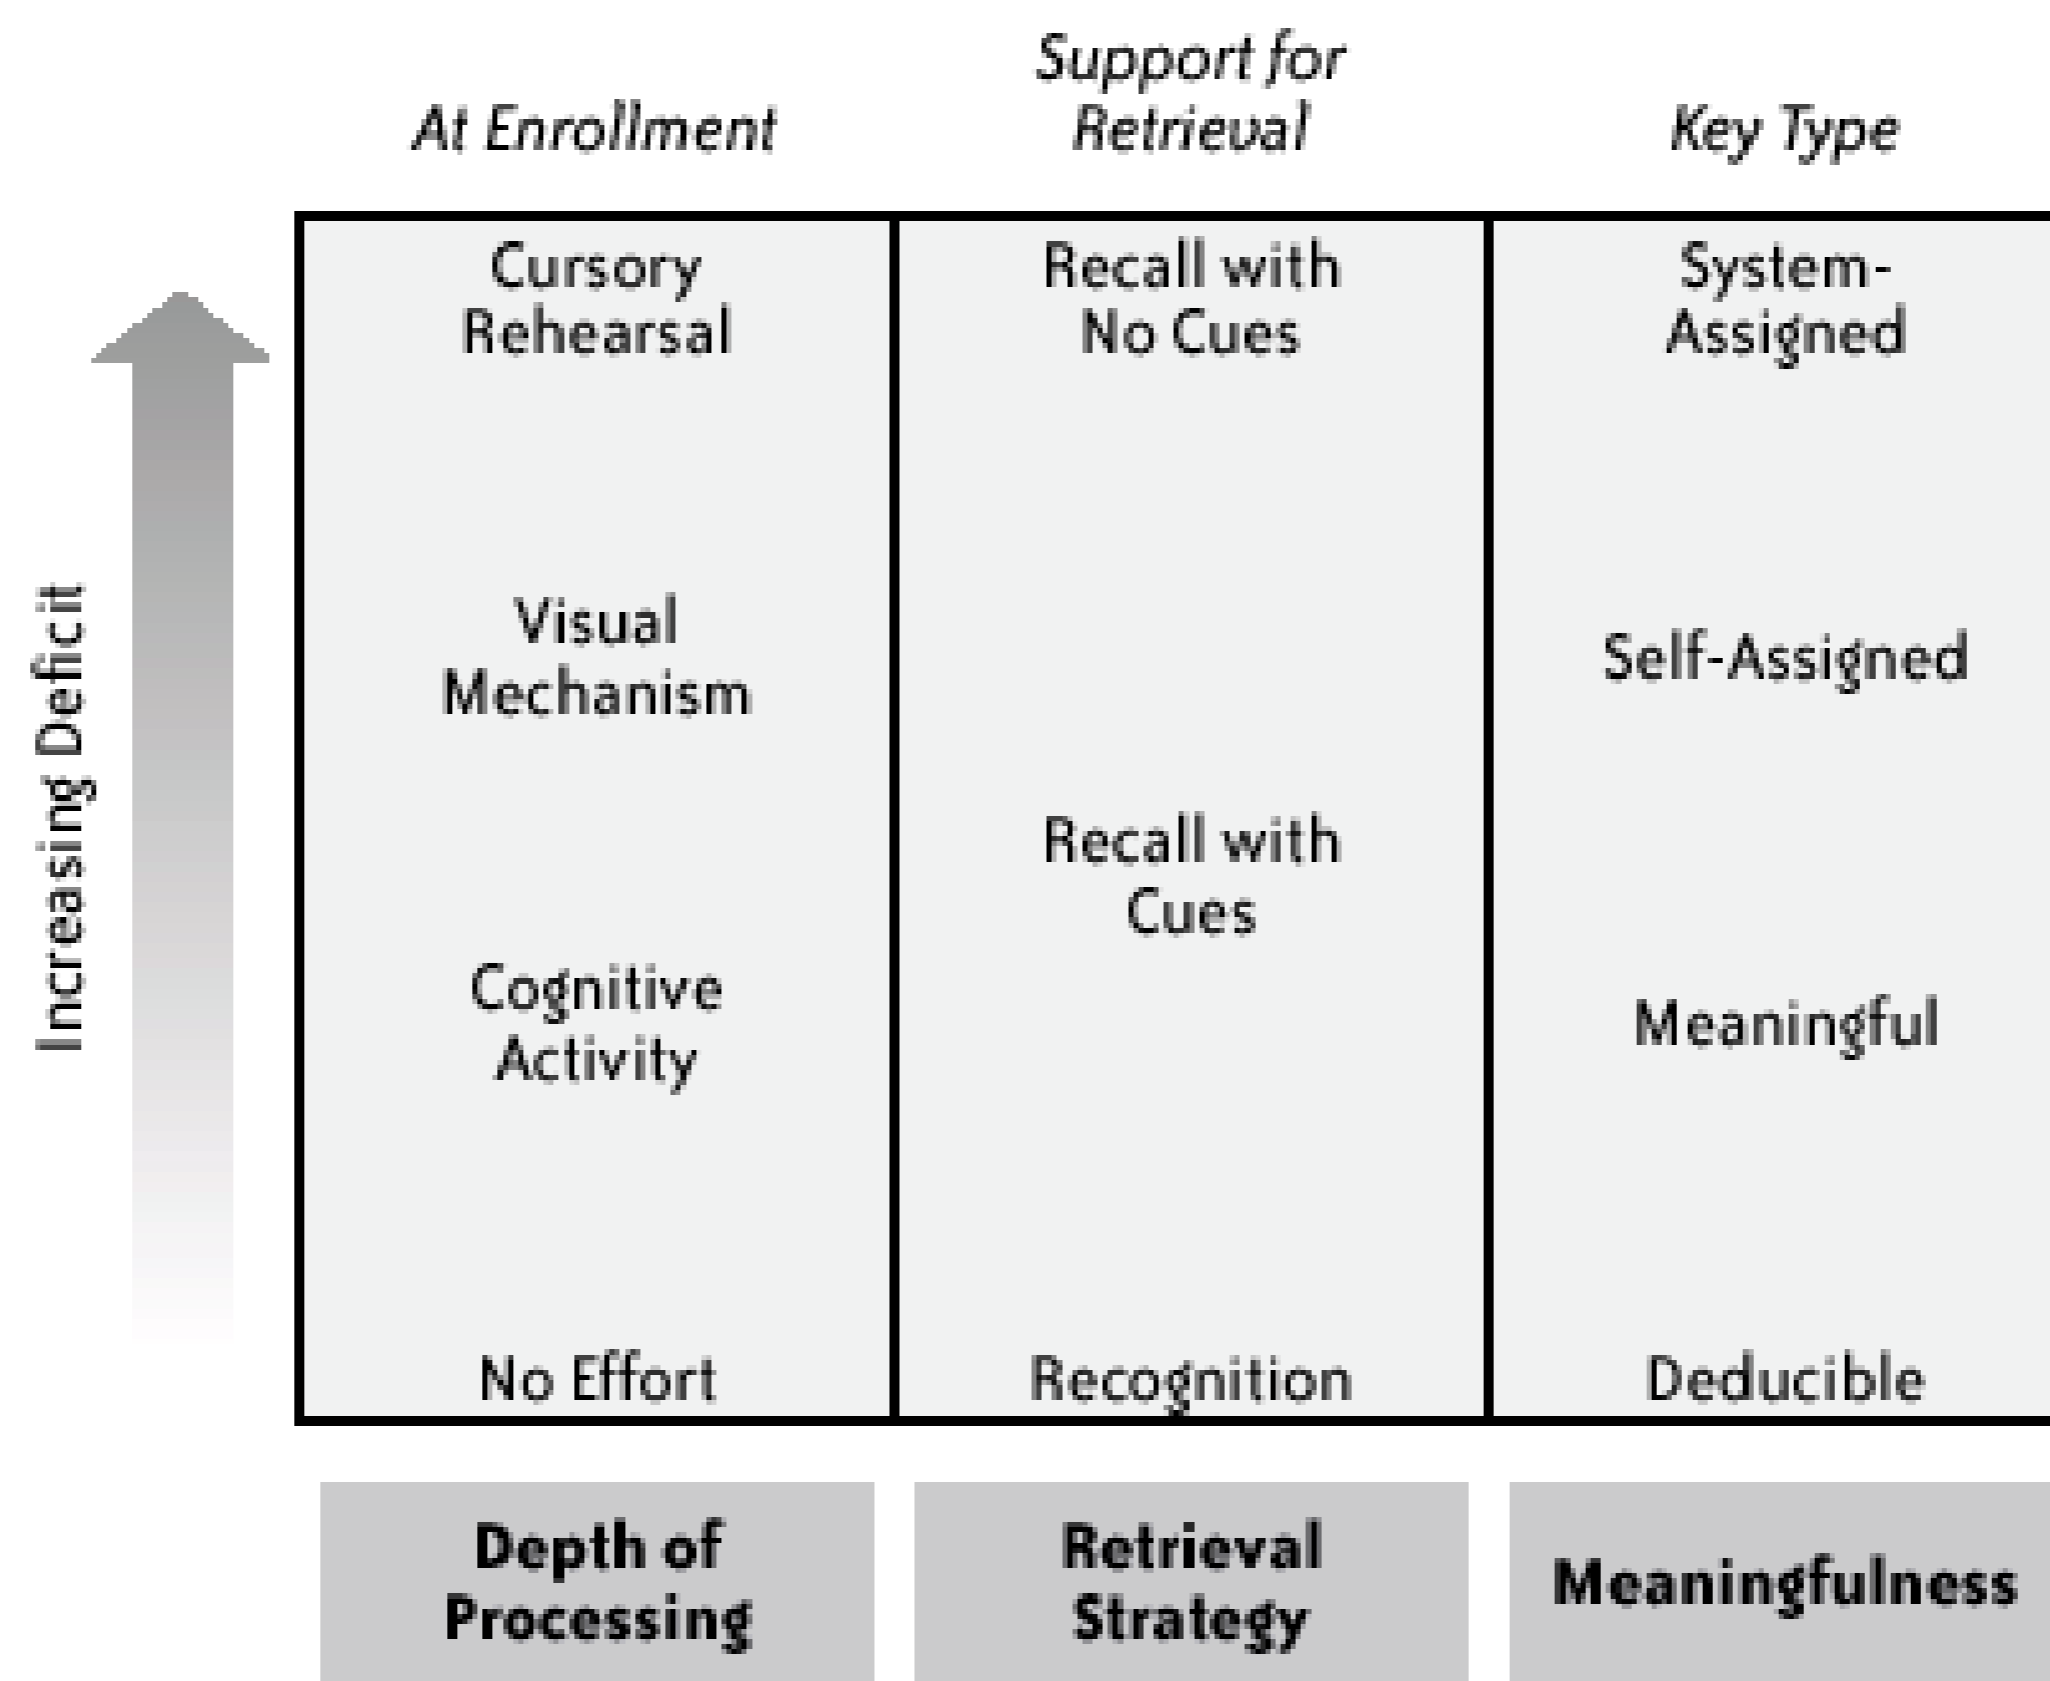 At Enrollment
Support for
Retrieval
Key Type
Increasing Deficit
Cursory
Rehearsal
Visual
Mechanism
Cognitive
Activity
No Effort
Recall with
No Cues
Recall with
Cues
Recognition
System-
Assigned
Self-Assigned
Meaningful
Deducible
Depth of
Processing
Retrieval
Strategy
Meaningfulness